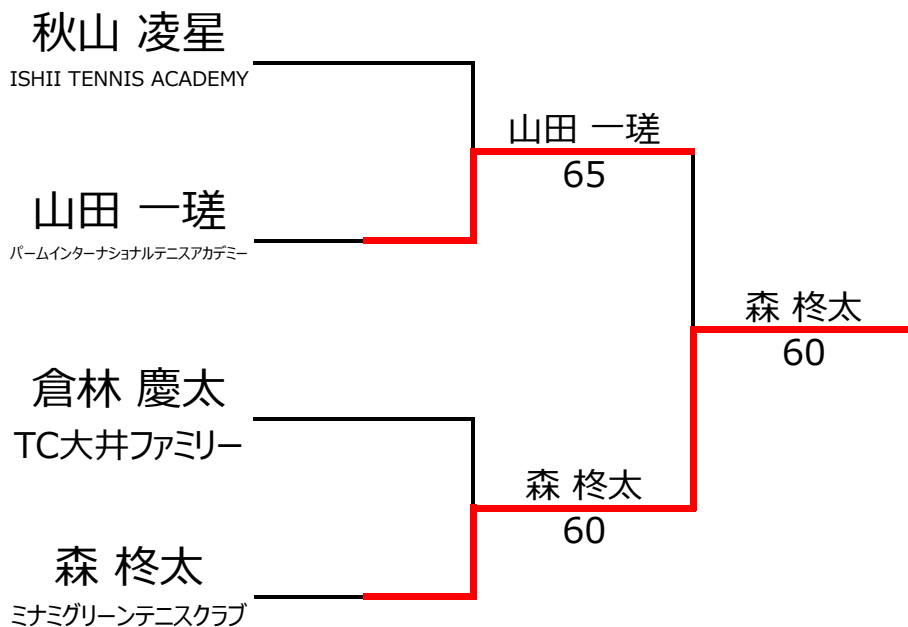 秋山 凌星
ISHII TENNIS ACADEMY
山田 一瑳
65
山田 一瑳
パームインターナショナルテニスアカデミー
森 柊太
60
倉林 慶太
TC大井ファミリー
森 柊太
60
森 柊太
ミナミグリーンテニスクラブ